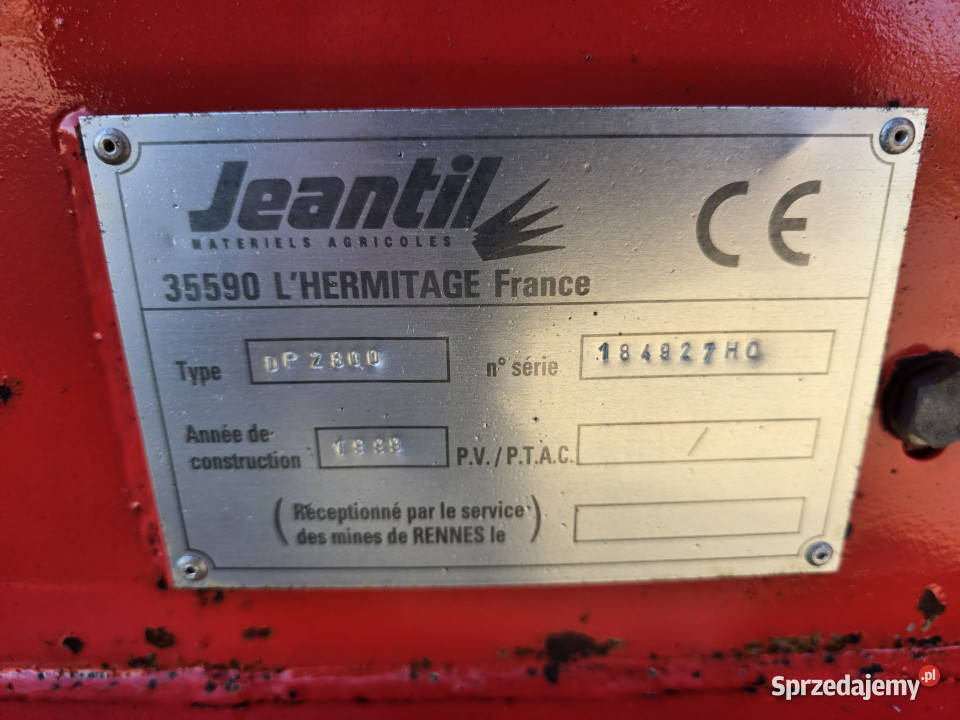 Jeantil
MATERIELS AGRICOLES
CE
35590 L'HERMITAGE France
Type DP 2800 n° série 184927HQ
Année de construction 1999 P.V./P.T.A.C. /
(Réceptionné par le service
des mines de RENNES le)
Sprzedajemy.pl